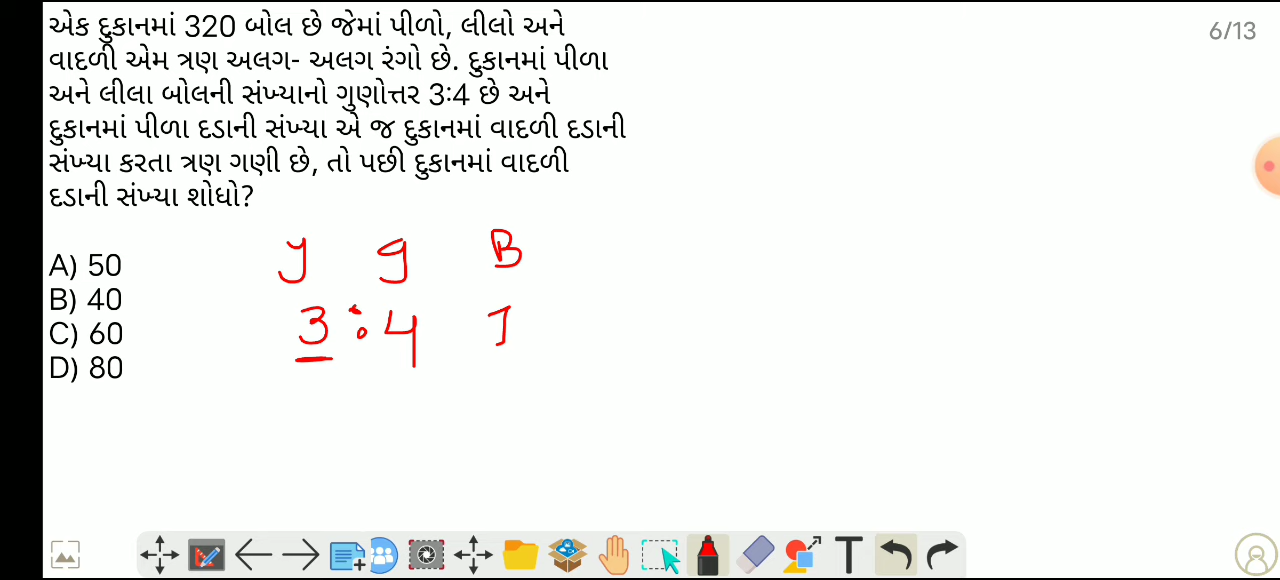 એક દુકાનમાં 320 બોલ છે જેમાં પીળો, લીલો અને
વાદળી એમ ત્રણ અલગ- અલગ રંગો છે. દુકાનમાં પીળા
અને લીલા બોલની સંખ્યાનો ગુણોત્તર 3:4 છે અને
દુકાનમાં પીળા દડાની સંખ્યા એ જ દુકાનમાં વાદળી દડાની
સંખ્યા કરતા ત્રણ ગણી છે, તો પછી દુકાનમાં વાદળી
દડાની સંખ્યા શોધો?
6/13
A) 50
B) 40
C) 60
D) 80
y g B
3 : 4 1
T